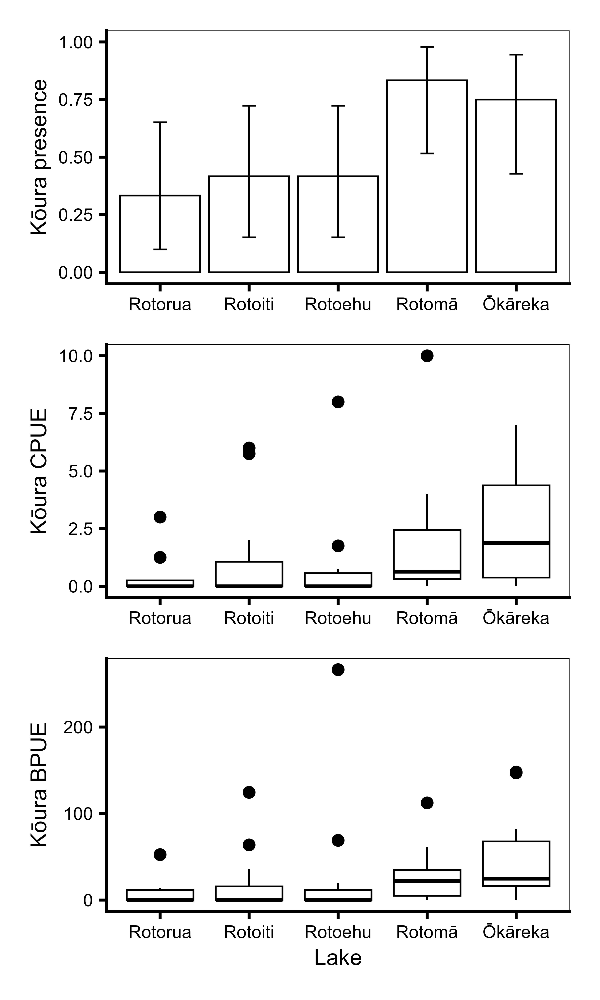 Kōura presence
1.00
0.75
0.50
0.25
0.00
Rotorua Rotoiti Rotoehu Rotomā Ōkāreka
Kōura CPUE
10.0
7.5
5.0
2.5
0.0
Rotorua Rotoiti Rotoehu Rotomā Ōkāreka
Kōura BPUE
200
100
0
Rotorua Rotoiti Rotoehu Rotomā Ōkāreka
Lake